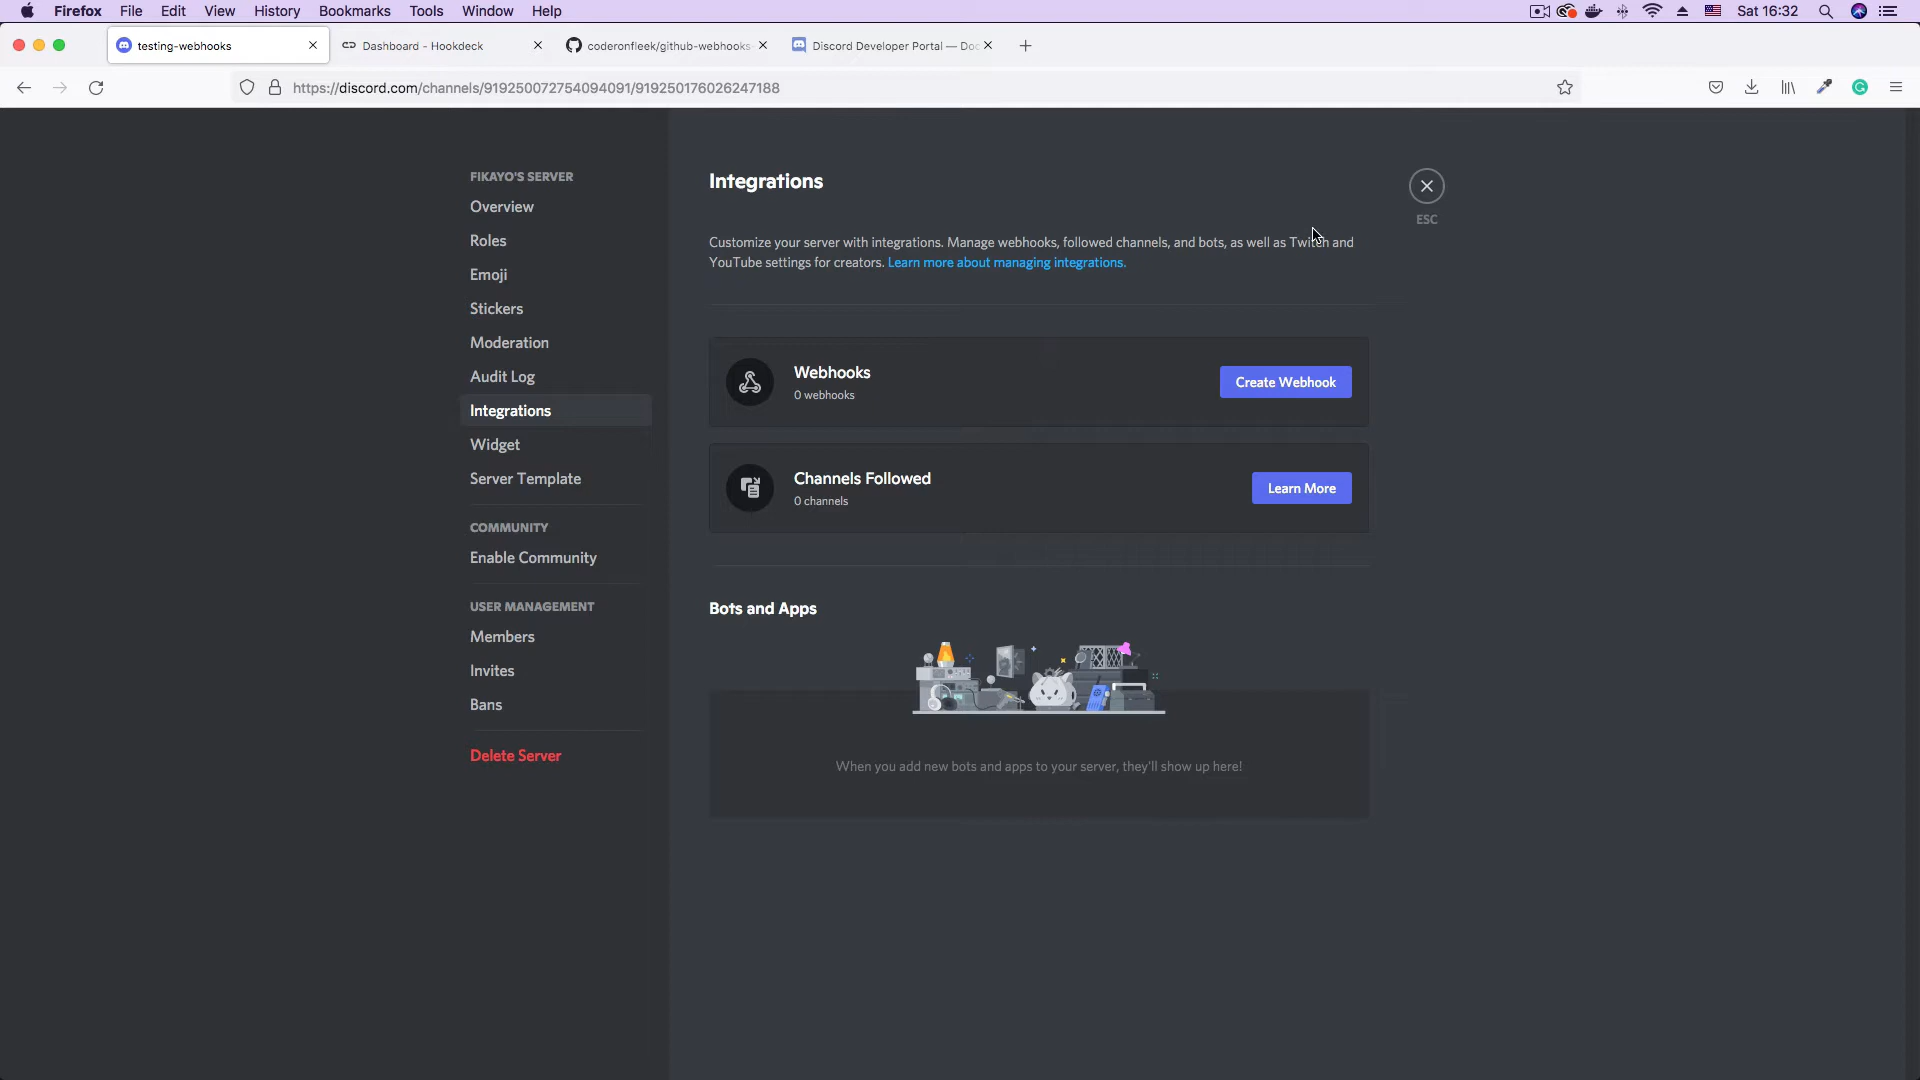 Firefox File Edit View History Bookmarks Tools Window Help Sat 16:32
testing-webhooks Dashboard - Hookdeck coderonfleek/github-webhooks- Discord Developer Portal — Doc
https://discord.com/channels/919250072754094091/919250176026247188
FIKAYO'S SERVER
Overview
Roles
Emoji
Stickers
Moderation
Audit Log
Integrations
Widget
Server Template
COMMUNITY
Enable Community
USER MANAGEMENT
Members
Invites
Bans
Delete Server
Integrations
ESC
Customize your server with integrations. Manage webhooks, followed channels, and bots, as well as Twitch and
YouTube settings for creators. Learn more about managing integrations.
Webhooks
0 webhooks
Create Webhook
Channels Followed
0 channels
Learn More
Bots and Apps
When you add new bots and apps to your server, they'll show up here!